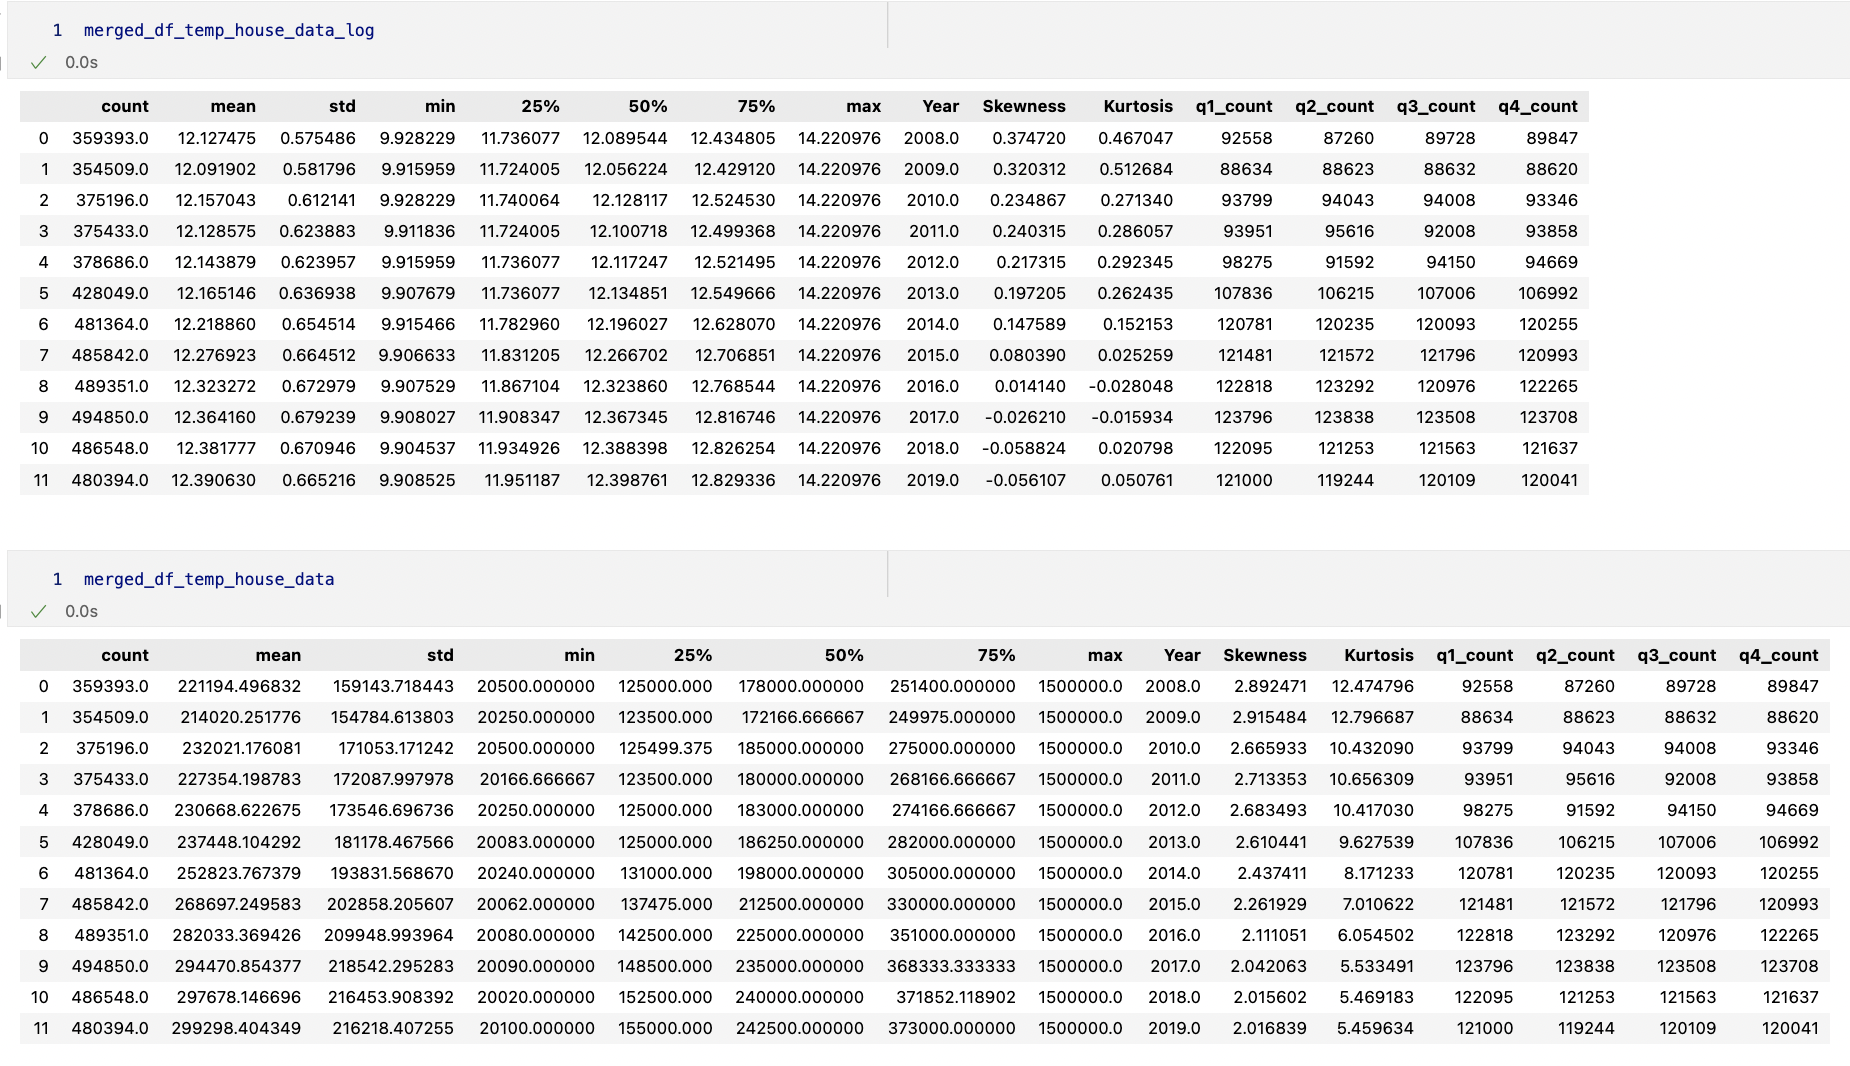 1 merged_df_temp_house_data_log
0.0s
count mean std min 25% 50% 75% max Year Skewness Kurtosis q1_count q2_count q3_count q4_count
0 359393.0 12.127475 0.575486 9.928229 11.736077 12.089544 12.434805 14.220976 2008.0 0.374720 0.467047 92558 87260 89728 89847
1 354509.0 12.091902 0.581796 9.915959 11.724005 12.056224 12.429120 14.220976 2009.0 0.320312 0.512684 88634 88623 88632 88620
2 375196.0 12.157043 0.612141 9.928229 11.740064 12.128117 12.524530 14.220976 2010.0 0.234867 0.271340 93799 94043 94008 93346
3 375433.0 12.128575 0.623883 9.911836 11.724005 12.100718 12.499368 14.220976 2011.0 0.240315 0.286057 93951 95616 92008 93858
4 378686.0 12.143879 0.623957 9.915959 11.736077 12.117247 12.521495 14.220976 2012.0 0.217315 0.292345 98275 91592 94150 94669
5 428049.0 12.165146 0.636938 9.907679 11.736077 12.134851 12.549666 14.220976 2013.0 0.197205 0.262435 107836 106215 107006 106992
6 481364.0 12.218860 0.654514 9.915466 11.782960 12.196027 12.628070 14.220976 2014.0 0.147589 0.152153 120781 120235 120093 120255
7 485842.0 12.276923 0.664512 9.906633 11.831205 12.266702 12.706851 14.220976 2015.0 0.080390 0.025259 121481 121572 121796 120993
8 489351.0 12.323272 0.672979 9.907529 11.867104 12.323860 12.768544 14.220976 2016.0 0.014140 -0.028048 122818 123292 120976 122265
9 494850.0 12.364160 0.679239 9.908027 11.908347 12.367345 12.816746 14.220976 2017.0 -0.026210 -0.015934 123796 123838 123508 123708
10 486548.0 12.381777 0.670946 9.904537 11.934926 12.388398 12.826254 14.220976 2018.0 -0.058824 0.020798 122095 121253 121563 121637
11 480394.0 12.390630 0.665216 9.908525 11.951187 12.398761 12.829336 14.220976 2019.0 -0.056107 0.050761 121000 119244 120109 120041
1 merged_df_temp_house_data
0.0s
count mean std min 25% 50% 75% max Year Skewness Kurtosis q1_count q2_count q3_count q4_count
0 359393.0 221194.496832 159143.718443 20500.000000 125000.000 178000.000000 251400.000000 1500000.0 2008.0 2.892471 12.474796 92558 87260 89728 89847
1 354509.0 214020.251776 154784.613803 20250.000000 123500.000 172166.666667 249975.000000 1500000.0 2009.0 2.915484 12.796687 88634 88623 88632 88620
2 375196.0 232021.176081 171053.171242 20500.000000 125499.375 185000.000000 275000.000000 1500000.0 2010.0 2.665933 10.432090 93799 94043 94008 93346
3 375433.0 227354.198783 172087.997978 20166.666667 123500.000 180000.000000 268166.666667 1500000.0 2011.0 2.713353 10.656309 93951 95616 92008 93858
4 378686.0 230668.622675 173546.696736 20250.000000 125000.000 183000.000000 274166.666667 1500000.0 2012.0 2.683493 10.417030 98275 91592 94150 94669
5 428049.0 237448.104292 181178.467566 20083.000000 125000.000 186250.000000 282000.000000 1500000.0 2013.0 2.610441 9.627539 107836 106215 107006 106992
6 481364.0 252823.767379 193831.568670 20240.000000 131000.000 198000.000000 305000.000000 1500000.0 2014.0 2.437411 8.171233 120781 120235 120093 120255
7 485842.0 268697.249583 202858.205607 20062.000000 137475.000 212500.000000 330000.000000 1500000.0 2015.0 2.261929 7.010622 121481 121572 121796 120993
8 489351.0 282033.369426 209948.993964 20080.000000 142500.000 225000.000000 351000.000000 1500000.0 2016.0 2.111051 6.054502 122818 123292 120976 122265
9 494850.0 294470.854377 218542.295283 20090.000000 148500.000 235000.000000 368333.333333 1500000.0 2017.0 2.042063 5.533491 123796 123838 123508 123708
10 486548.0 297678.146696 216453.908392 20020.000000 152500.000 240000.000000 371852.118902 1500000.0 2018.0 2.015602 5.469183 122095 121253 121563 121637
11 480394.0 299298.404349 216218.407255 20100.000000 155000.000 242500.000000 373000.000000 1500000.0 2019.0 2.016839 5.459634 121000 119244 120109 120041